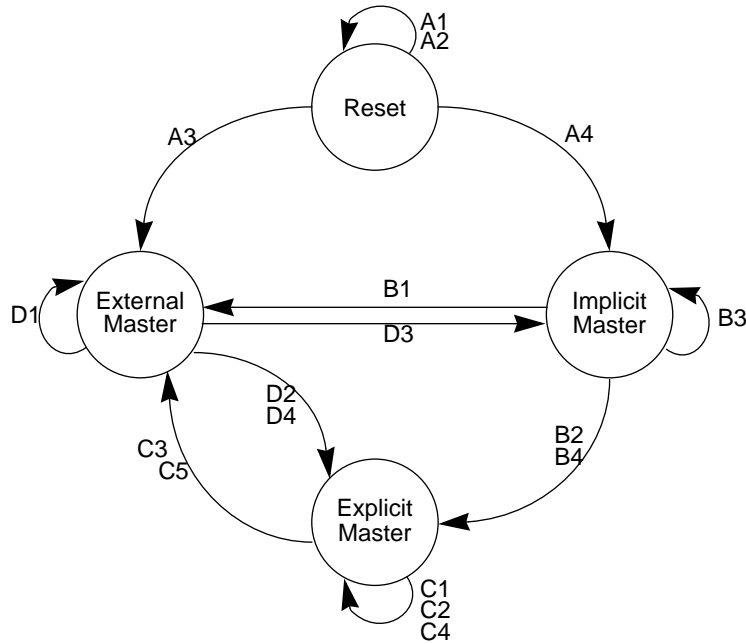 A1
A2
Reset
A3
A4
External
Master
Implicit
Master
B1
D3
D1
B3
D2
D4
B2
B4
C3
C5
Explicit
Master
C1
C2
C4